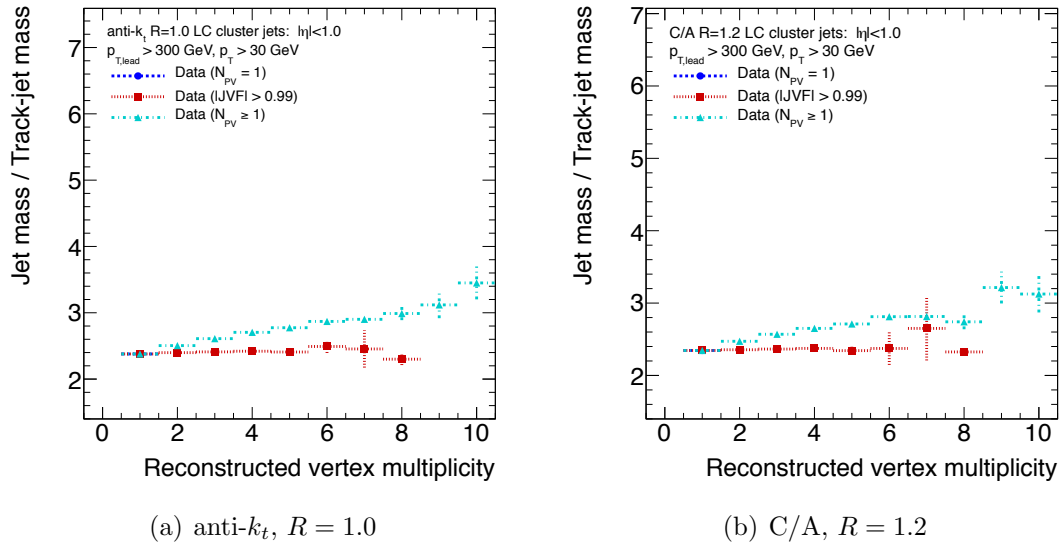 Jet mass / Track-jet mass
anti-k_t R=1.0 LC cluster jets: |η|<1.0
p_T,lead > 300 GeV, p_T > 30 GeV
Data (N_PV = 1)
Data (|JVF| > 0.99)
Data (N_PV ≥ 1)
7
6
5
4
3
2
0 2 4 6 8 10
Reconstructed vertex multiplicity
(a) anti-k_t, R = 1.0
Jet mass / Track-jet mass
C/A R=1.2 LC cluster jets: |η|<1.0
p_T,lead > 300 GeV, p_T > 30 GeV
Data (N_PV = 1)
Data (|JVF| > 0.99)
Data (N_PV ≥ 1)
7
6
5
4
3
2
0 2 4 6 8 10
Reconstructed vertex multiplicity
(b) C/A, R = 1.2